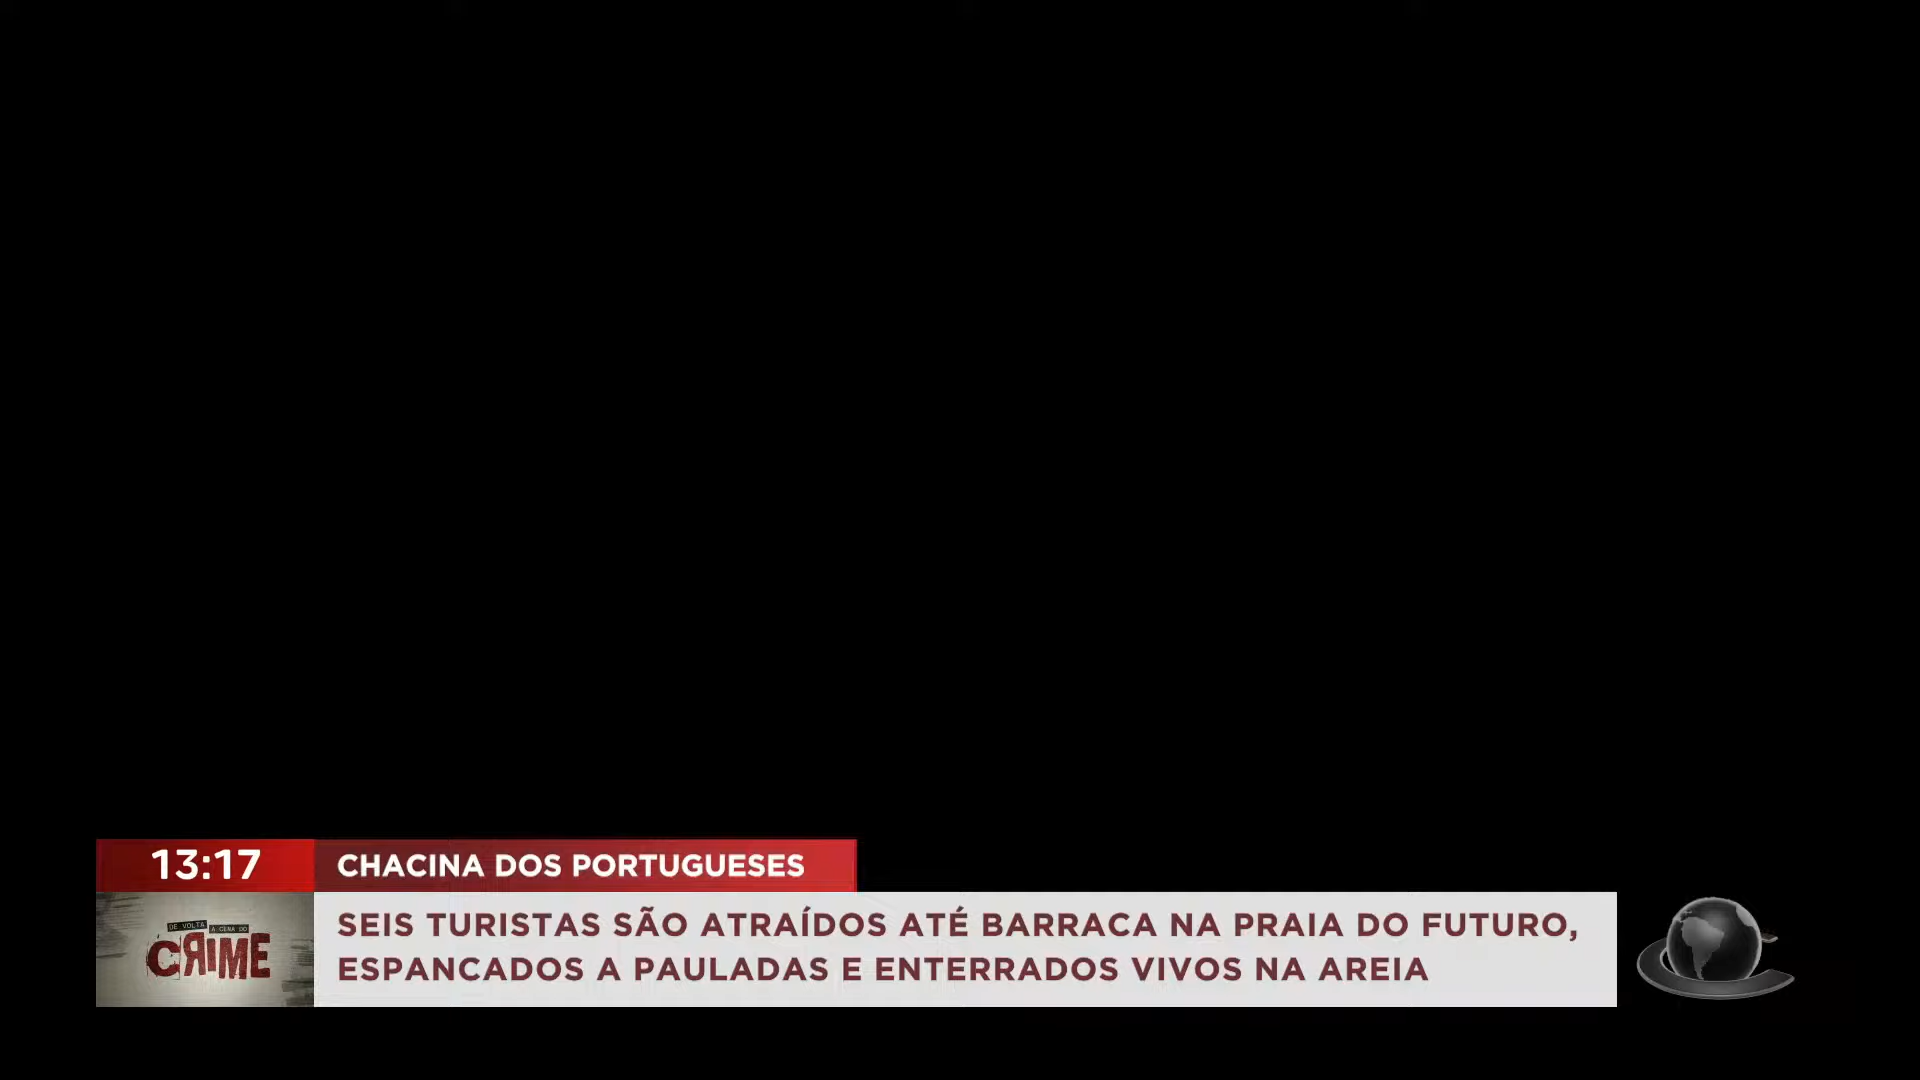 13:17
CHACINA DOS PORTUGUESES
DE VOLTA
A CENA DO
CRIME
SEIS TURISTAS SÃO ATRAÍDOS ATÉ BARRACA NA PRAIA DO FUTURO,
ESPANCADOS A PAULADAS E ENTERRADOS VIVOS NA AREIA